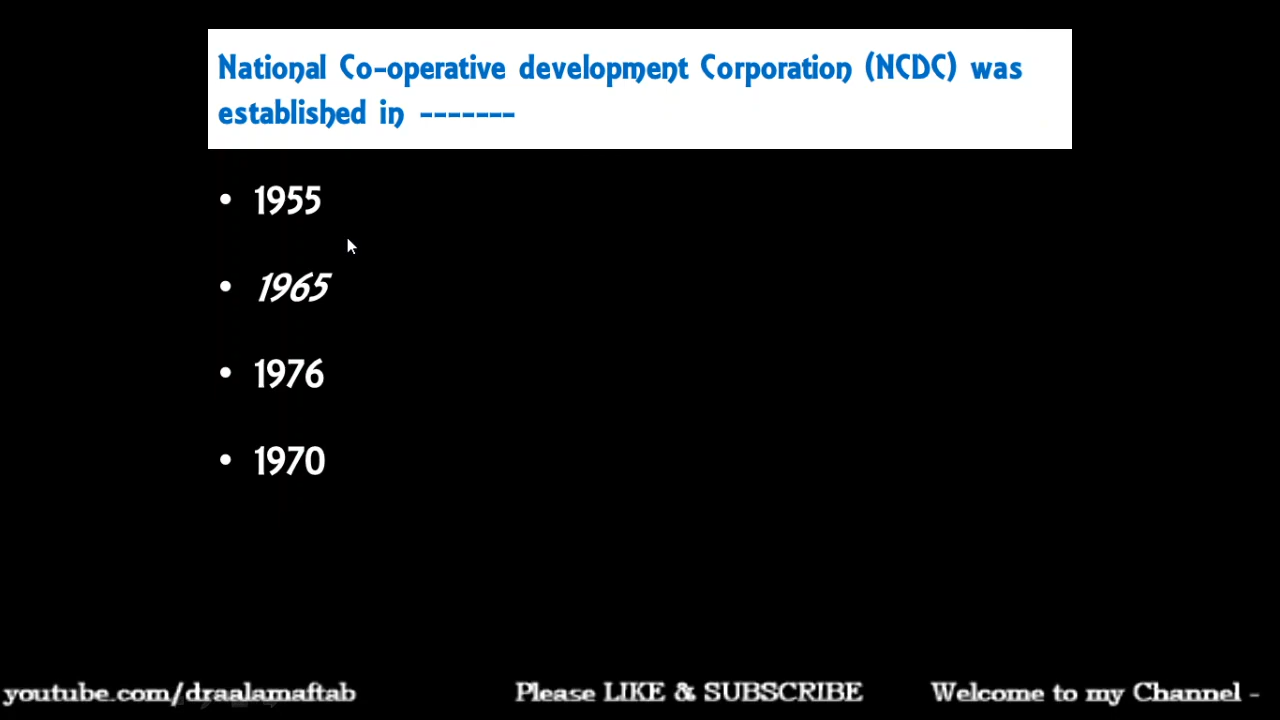 National Co-operative development Corporation (NCDC) was
established in -------
• 1955
• 1965
• 1976
• 1970
youtube.com/draalamaftab Please LIKE & SUBSCRIBE Welcome to my Channel -